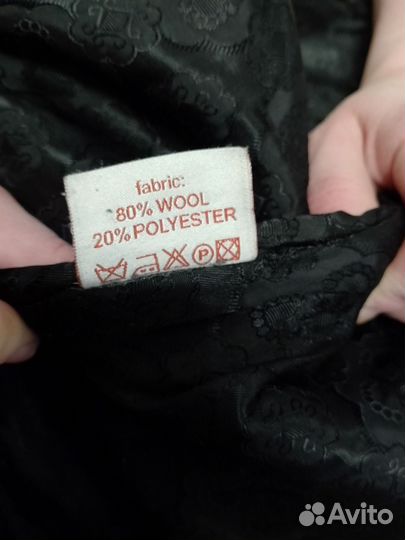 fabric:
80% WOOL
20% POLYESTER
P
Avito